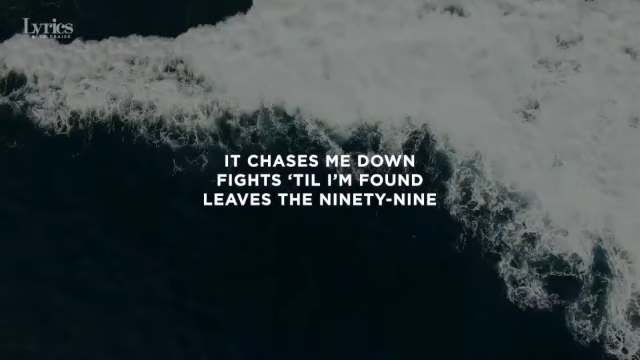 Lyrics
IT CHASES ME DOWN
FIGHTS ‘TIL I’M FOUND
LEAVES THE NINETY-NINE